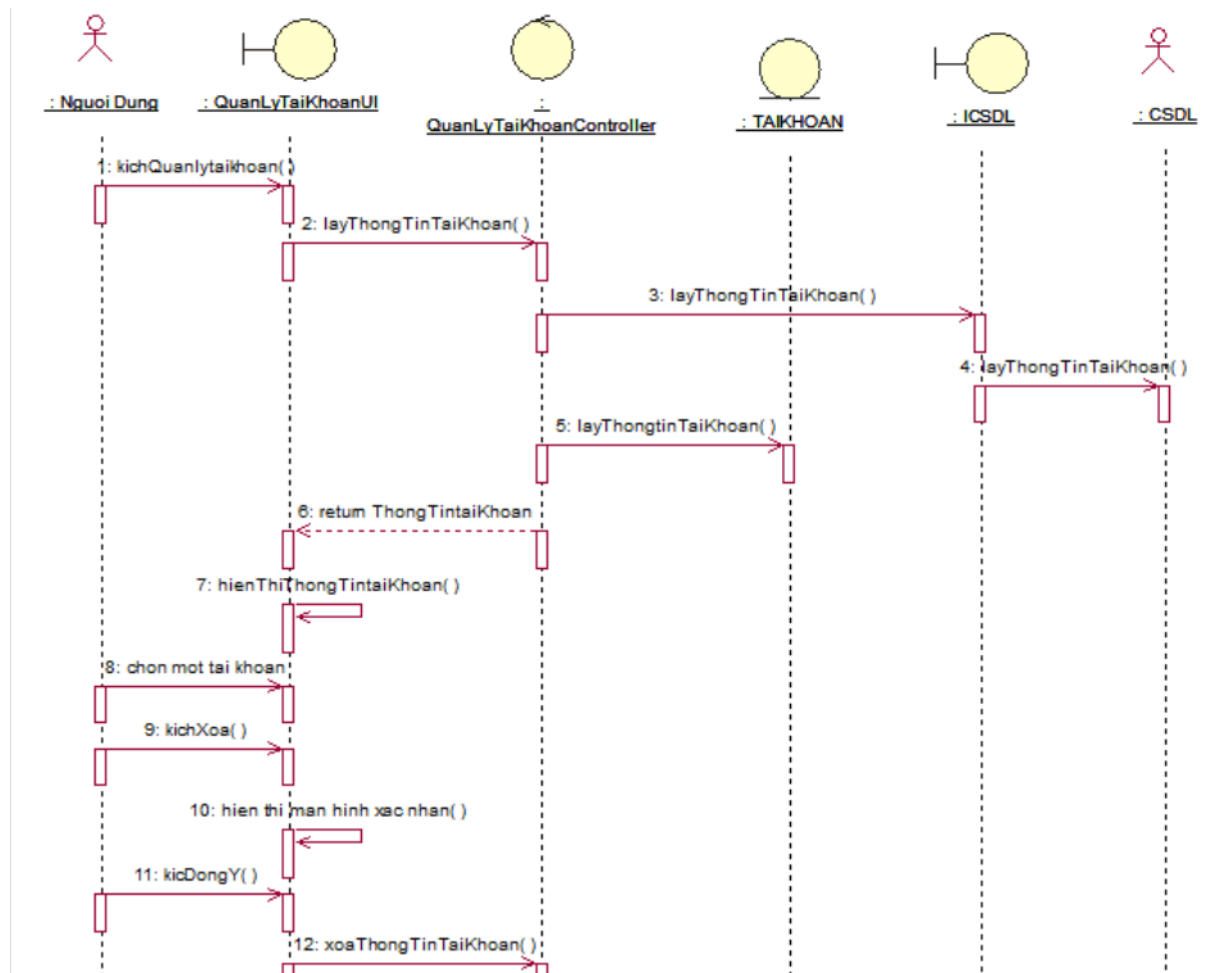 : Nguoi Dung
: QuanLyTaiKhoanUI
:
QuanLyTaiKhoanController
: TAIKHOAN
: ICSDL
: CSDL
1: kichQuanlytaikhoan( )
2: layThongTinTaiKhoan( )
3: layThongTinTaiKhoan( )
4: layThongTinTaiKhoan( )
5: layThongtinTaiKhoan( )
6: return ThongTintaiKhoan
7: hienThiThongTintaiKhoan( )
8: chon mot tai khoan
9: kichXoa( )
10: hien thi man hinh xac nhan( )
11: kicDongY( )
12: xoaThongTinTaiKhoan( )